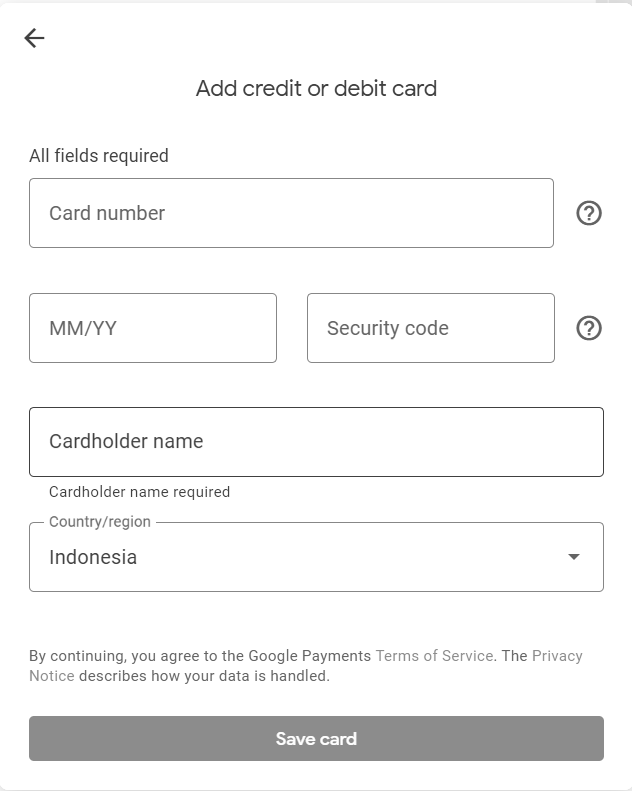 Add credit or debit card
All fields required
Card number
MM/YY
Security code
Cardholder name
Cardholder name required
Country/region
Indonesia
By continuing, you agree to the Google Payments Terms of Service. The Privacy
Notice describes how your data is handled.
Save card